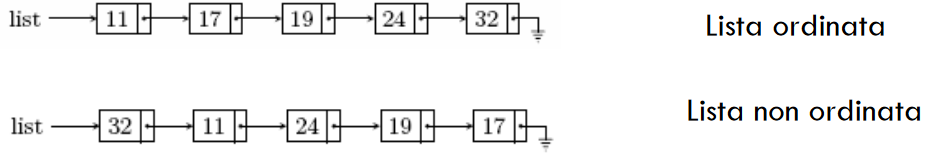 list 11 17 19 24 32 Lista ordinata
list 32 11 24 19 17 Lista non ordinata